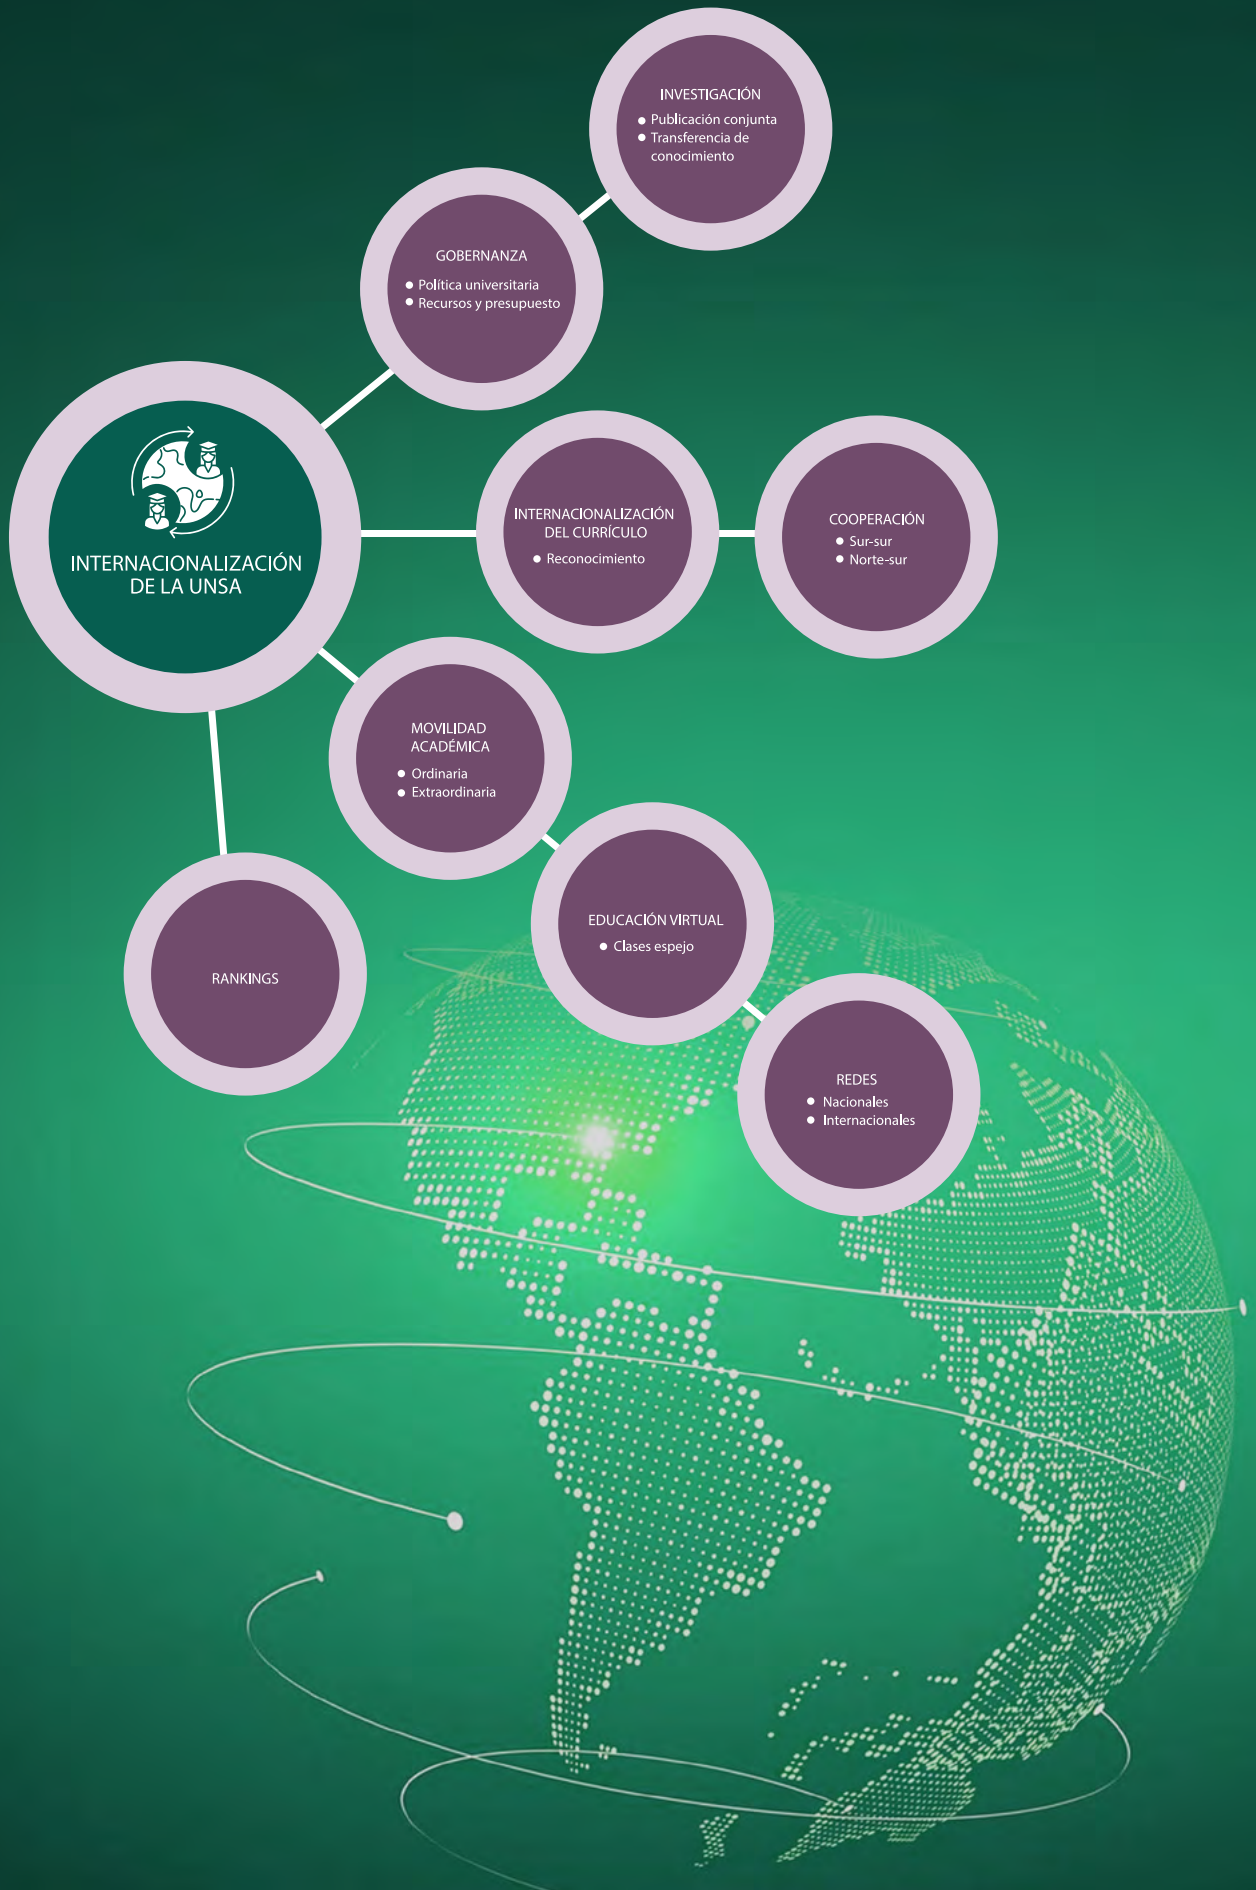 INVESTIGACIÓN
● Publicación conjunta
● Transferencia de
conocimiento
GOBERNANZA
● Política universitaria
● Recursos y presupuesto
INTERNACIONALIZACIÓN
DE LA UNSA
INTERNACIONALIZACIÓN
DEL CURRÍCULO
● Reconocimiento
COOPERACIÓN
● Sur-sur
● Norte-sur
MOVILIDAD
ACADÉMICA
● Ordinaria
● Extraordinaria
EDUCACIÓN VIRTUAL
● Clases espejo
RANKINGS
REDES
● Nacionales
● Internacionales